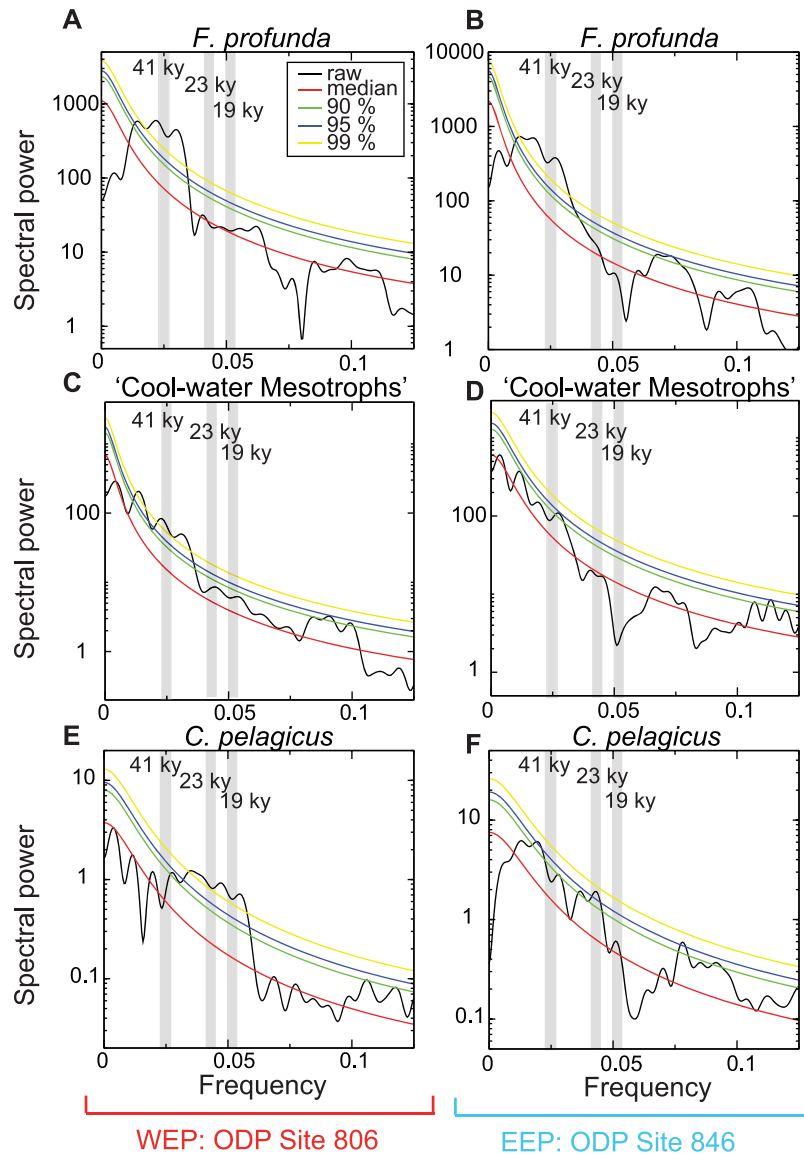 A
F. profunda
41 ky
23 ky
19 ky
raw
median
90 %
95 %
99 %
1000
100
10
1
0
0.05
0.1
Spectral power
B
F. profunda
41 ky
23 ky
19 ky
10000
1000
100
10
1
0
0.05
0.1
C
'Cool-water Mesotrophs'
41 ky
23 ky
19 ky
100
1
0
0.05
0.1
Spectral power
D
'Cool-water Mesotrophs'
41 ky
23 ky
19 ky
100
1
0
0.05
0.1
E
C. pelagicus
41 ky
23 ky
19 ky
10
1
0.1
0
0.05
0.1
Spectral power
Frequency
F
C. pelagicus
41 ky
23 ky
19 ky
10
1
0.1
0
0.05
0.1
Frequency
WEP: ODP Site 806
EEP: ODP Site 846